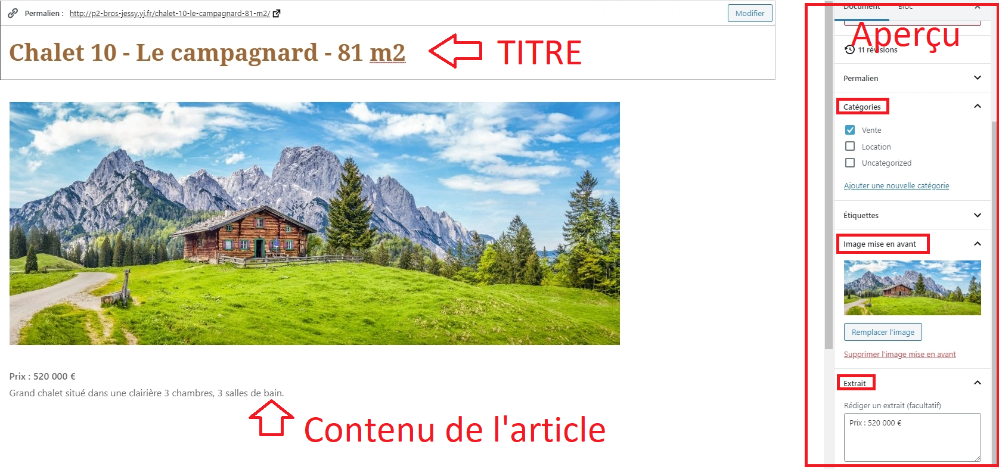 Permalien : http://p2-bros-jessy.yj.fr/chalet-10-le-campagnard-81-m2/
Modifier
Chalet 10 - Le campagnard - 81 m2
TITRE
Prix : 520 000 €
Grand chalet situé dans une clairière 3 chambres, 3 salles de bain.
Contenu de l'article
Document
Bloc
Aperçu
11 révisions
Permalien
Catégories
Vente
Location
Uncategorized
Ajouter une nouvelle catégorie
Étiquettes
Image mise en avant
Remplacer l'image
Supprimer l'image mise en avant
Extrait
Rédiger un extrait (facultatif)
Prix : 520 000 €